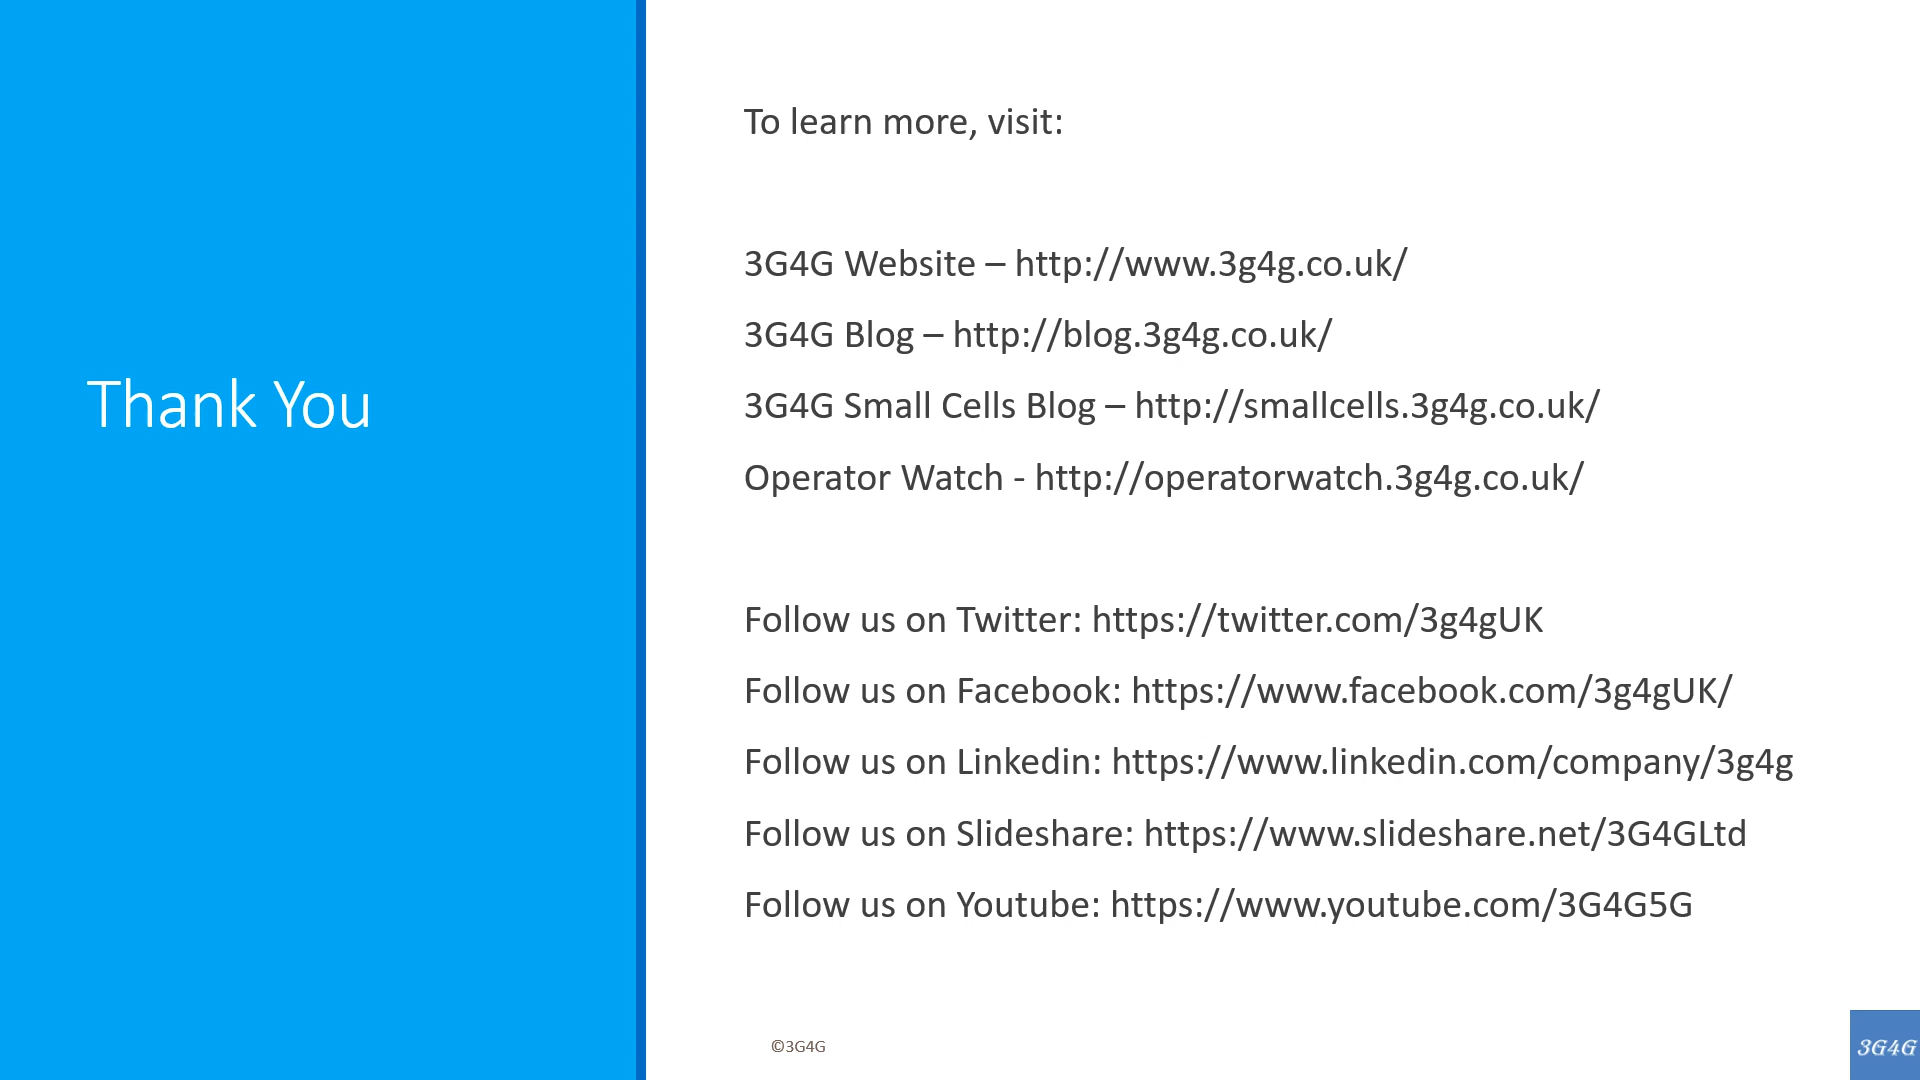 Thank You
To learn more, visit:
3G4G Website – http://www.3g4g.co.uk/
3G4G Blog – http://blog.3g4g.co.uk/
3G4G Small Cells Blog – http://smallcells.3g4g.co.uk/
Operator Watch - http://operatorwatch.3g4g.co.uk/
Follow us on Twitter: https://twitter.com/3g4gUK
Follow us on Facebook: https://www.facebook.com/3g4gUK/
Follow us on Linkedin: https://www.linkedin.com/company/3g4g
Follow us on Slideshare: https://www.slideshare.net/3G4GLtd
Follow us on Youtube: https://www.youtube.com/3G4G5G
©3G4G
3G4G